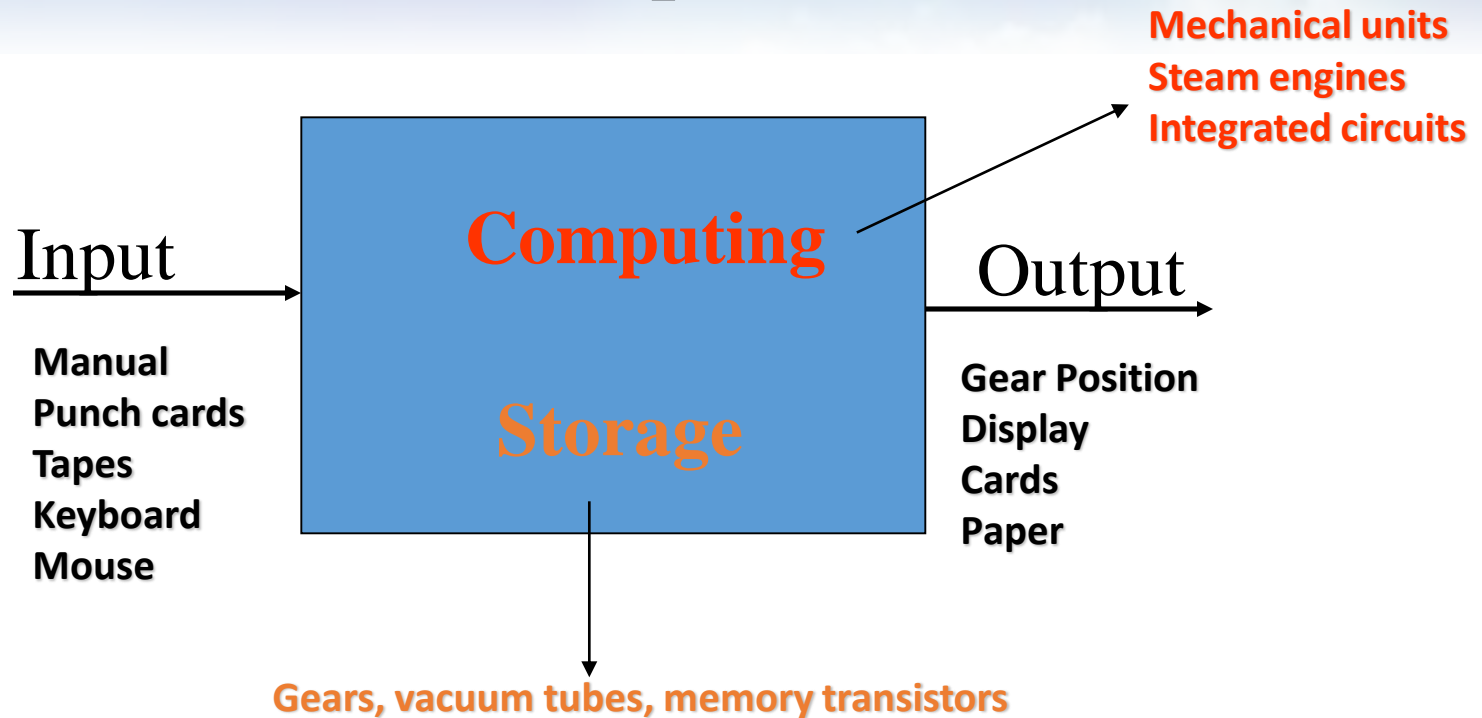 Mechanical units
Steam engines
Integrated circuits
Input
Computing
Output
Manual
Punch cards
Tapes
Keyboard
Mouse
Storage
Gear Position
Display
Cards
Paper
Gears, vacuum tubes, memory transistors